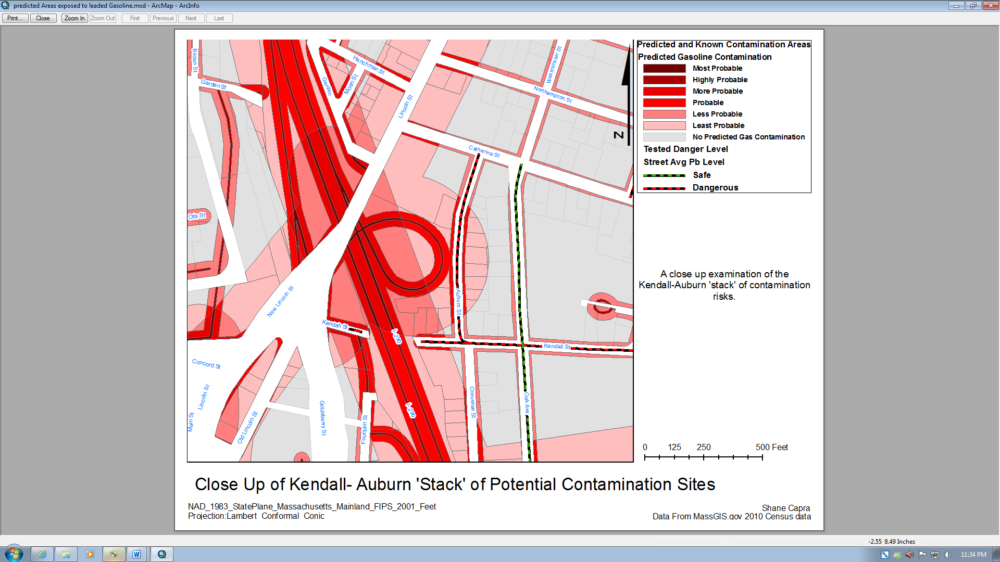 predicted Areas exposed to leaded Gasoline.mxd - ArcMap - ArcInfo
Print... Close Zoom In Zoom Out First Previous Next Last
Briden St
Garden St
Henchman St
Garden
Moen St
Lincoln St
Westminster St
Northampton St
Catherine St
Otis St
New Lincoln St
Auburn St
Kendall St
I-290
Kendall St
Concord St
Lincoln St
Main St
Old Lincoln St
Goldsberry St
Fountain St
I-290
Converse St
Oak Ave
N
Predicted and Known Contamination Areas
Predicted Gasoline Contamination
Most Probable
Highly Probable
More Probable
Probable
Less Probable
Least Probable
No Predicted Gas Contamination
Tested Danger Level
Street Avg Pb Level
Safe
Dangerous
A close up examination of the
Kendall-Auburn 'stack' of contamination
risks.
0 125 250 500 Feet
Close Up of Kendall- Auburn 'Stack' of Potential Contamination Sites
NAD_1983_StatePlane_Massachusetts_Mainland_FIPS_2001_Feet
Projection:Lambert_Conformal_Conic
Shane Capra
Data From MassGIS.gov 2010 Census data
-2.55 8.49 Inches
11:34 PM